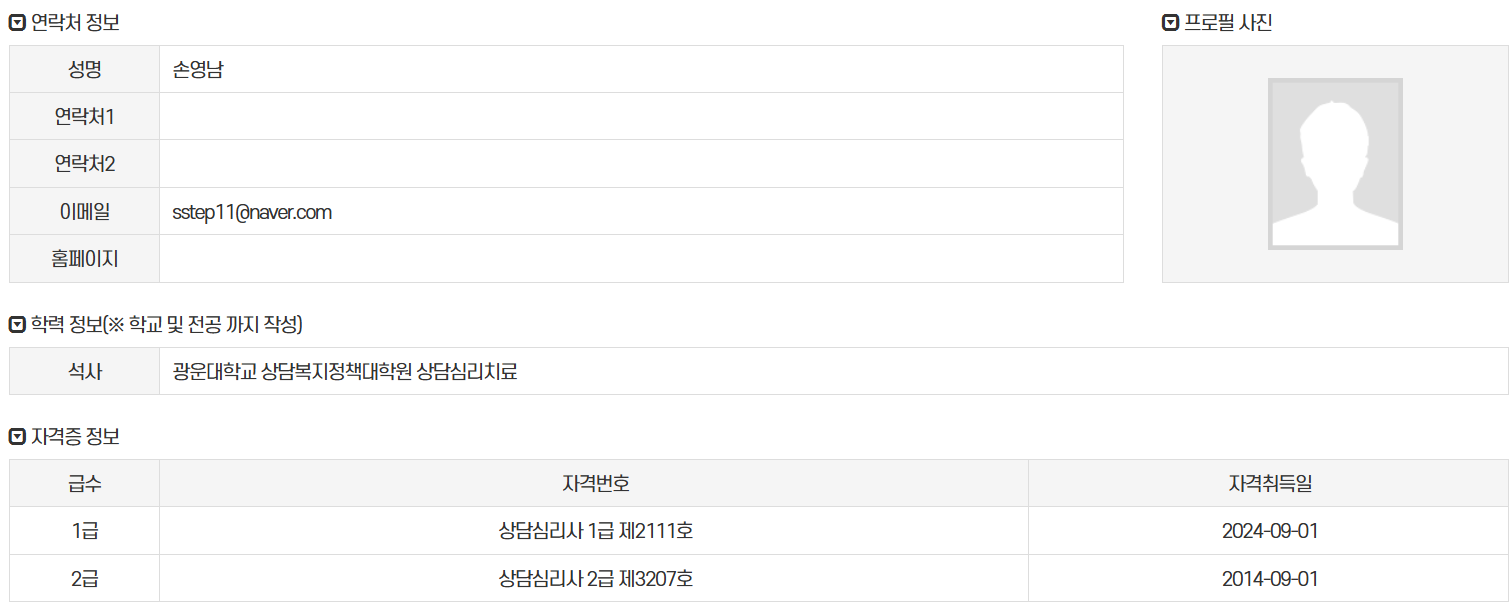 연락처 정보
프로필 사진
성명 손영남
연락처1
연락처2
이메일 sstep11@naver.com
홈페이지
학력 정보(※ 학교 및 전공 까지 작성)
석사 광운대학교 상담복지정책대학원 상담심리치료
자격증 정보
급수 자격번호 자격취득일
1급 상담심리사 1급 제2111호 2024-09-01
2급 상담심리사 2급 제3207호 2014-09-01